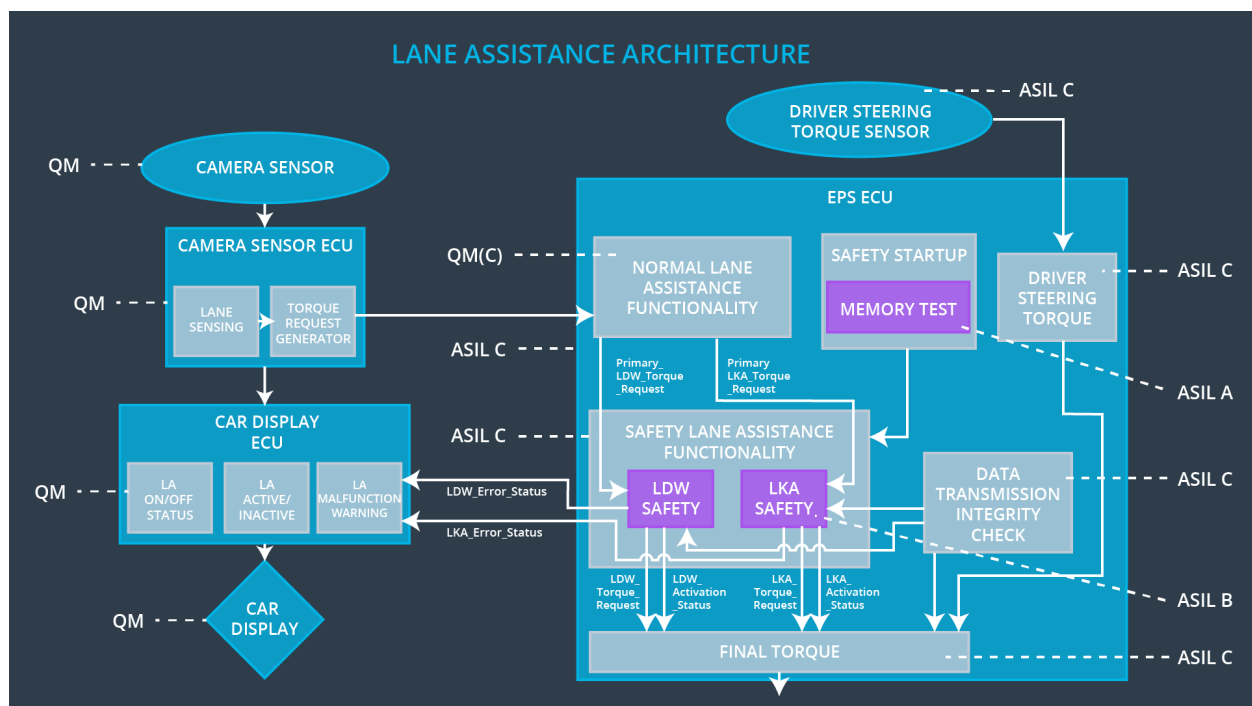 LANE ASSISTANCE ARCHITECTURE
ASIL C
DRIVER STEERING
TORQUE SENSOR
QM
CAMERA SENSOR
EPS ECU
CAMERA SENSOR ECU
QM(C)
NORMAL LANE
ASSISTANCE
FUNCTIONALITY
SAFETY STARTUP
MEMORY TEST
DRIVER
STEERING
TORQUE
ASIL C
QM
LANE
SENSING
TORQUE
REQUEST
GENERATOR
ASIL C
Primary_
LDW_Torque
_Request
Primary
LKA_Torque
_Request
ASIL A
CAR DISPLAY
ECU
ASIL C
SAFETY LANE ASSISTANCE
FUNCTIONALITY
QM
LA
ON/OFF
STATUS
LA
ACTIVE/
INACTIVE
LA
MALFUNCTION
WARNING
LDW_Error_Status
LKA_Error_Status
LDW
SAFETY
LKA
SAFETY
DATA
TRANSMISSION
INTEGRITY
CHECK
ASIL C
LDW_
Torque_
Request
LDW_
Activation
_Status
LKA_
Torque_
Request
LKA_
Activation
_Status
ASIL B
QM
CAR
DISPLAY
FINAL TORQUE
ASIL C